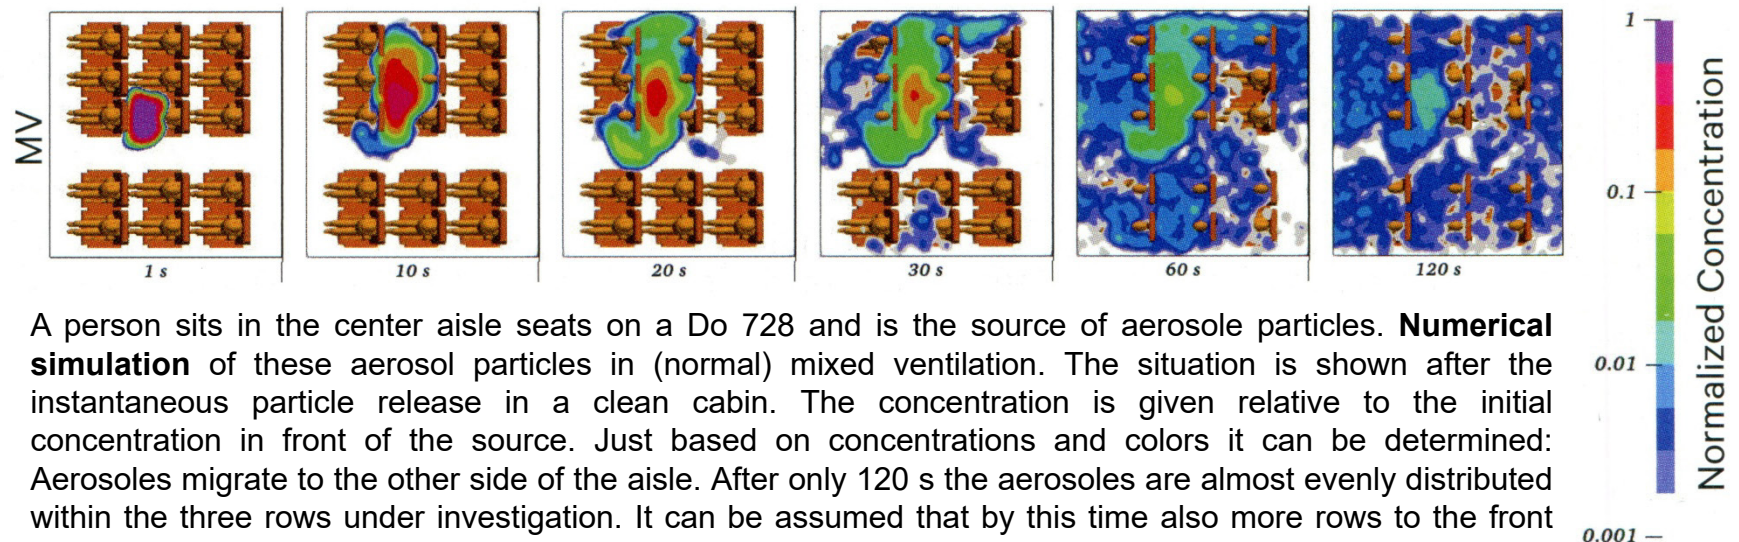 MV
1 s
10 s
20 s
30 s
60 s
120 s
1
0.1
0.01
0.001
Normalized Concentration
A person sits in the center aisle seats on a Do 728 and is the source of aerosole particles. Numerical
simulation of these aerosol particles in (normal) mixed ventilation. The situation is shown after the
instantaneous particle release in a clean cabin. The concentration is given relative to the initial
concentration in front of the source. Just based on concentrations and colors it can be determined:
Aerosoles migrate to the other side of the aisle. After only 120 s the aerosoles are almost evenly distributed
within the three rows under investigation. It can be assumed that by this time also more rows to the front